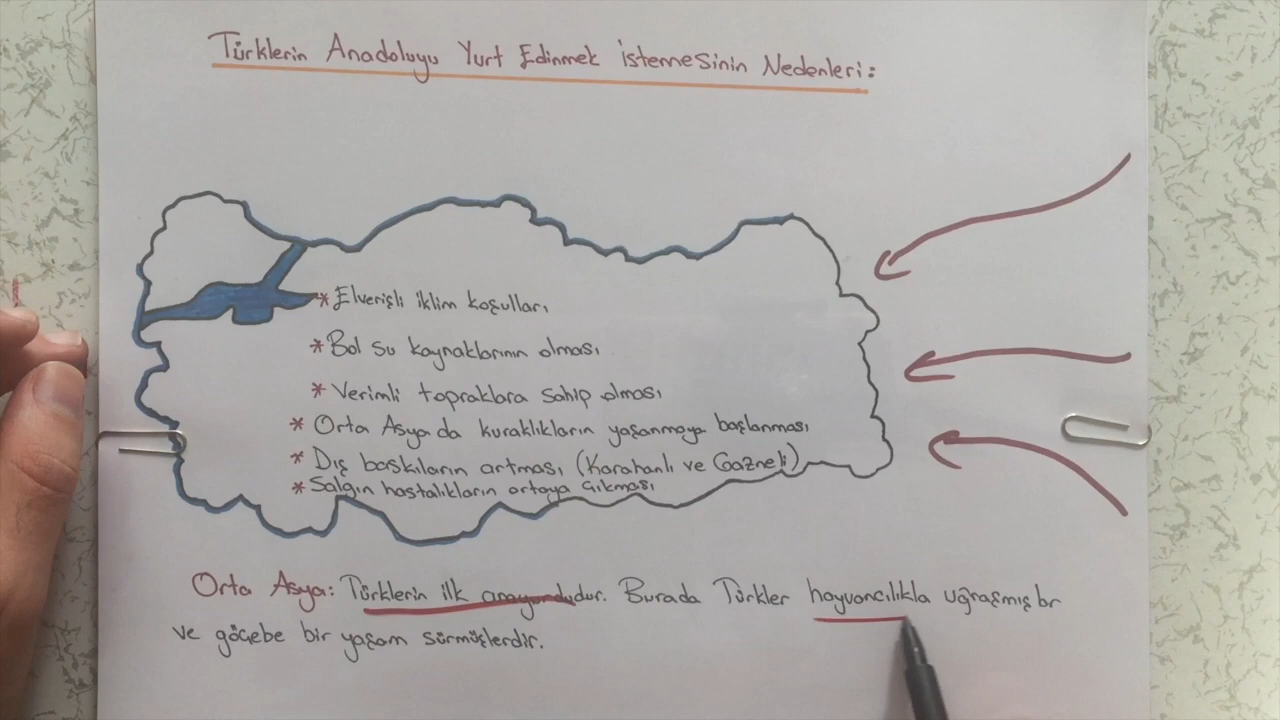 Türklerin Anadoluyu Yurt Edinmek İstemesinin Nedenleri:
* Elverişli iklim koşulları
* Bol su kaynaklarının olması
* Verimli topraklara sahip olması
* Orta Asya da kuraklıkların yaşanmaya başlanması
* Dış baskıların artması (Karahanlı ve Gazneli)
* Salgın hastalıkların ortaya çıkması
Orta Asya: Türklerin ilk anayurdudur. Burada Türkler hayvancılıkla uğraşmışlar
ve göçebe bir yaşam sürmüşlerdir.